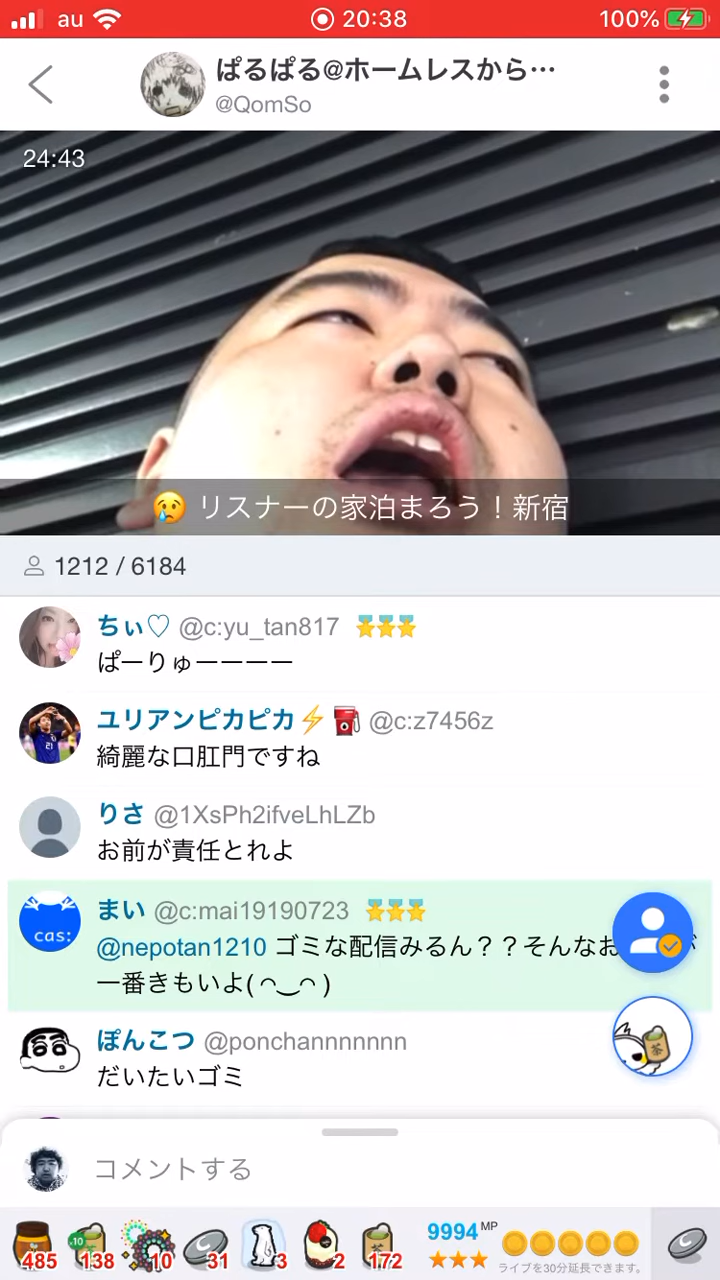 au 20:38 100%
ぱるぱる@ホームレスから…
@QomSo
24:43
😢 リスナーの家泊まろう！新宿
1212 / 6184
ちぃ♡ @c:yu_tan817
ぱーりゅーーーー
ユリアンピカピカ⚡⛽ @c:z7456z
綺麗な口肛門ですね
りさ @1XsPh2ifveLhLZb
お前が責任とれよ
まい @c:mai19190723
cas:
@nepotan1210 ゴミな配信みるん？？そんなお
一番きもいよ(◠‿◠)
ぽんこつ @ponchannnnnnn
だいたいゴミ
茶
コメントする
485 ×10 138 10 31 3 2 172 9994 MP
ライブを30分延長できます。